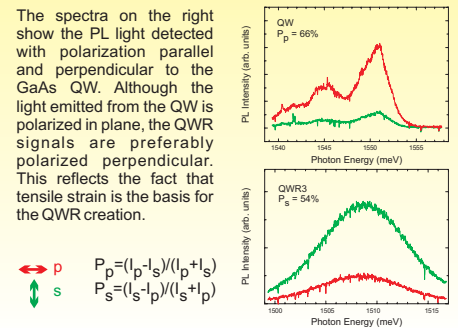 The spectra on the right
show the PL light detected
with polarization parallel
and perpendicular to the
GaAs QW. Although the
light emitted from the QW is
polarized in plane, the QWR
signals are preferably
polarized perpendicular.
This reflects the fact that
tensile strain is the basis for
the QWR creation.
p Pp=(Ip-Is)/(Ip+Is)
s Ps=(Is-Ip)/(Is+Ip)
PL Intensity (arb. units)
QW
Pp = 66%
1540 1545 1550 1555
Photon Energy (meV)
PL Intensity (arb. units)
QWR3
Ps = 54%
1500 1505 1510 1515
Photon Energy (meV)